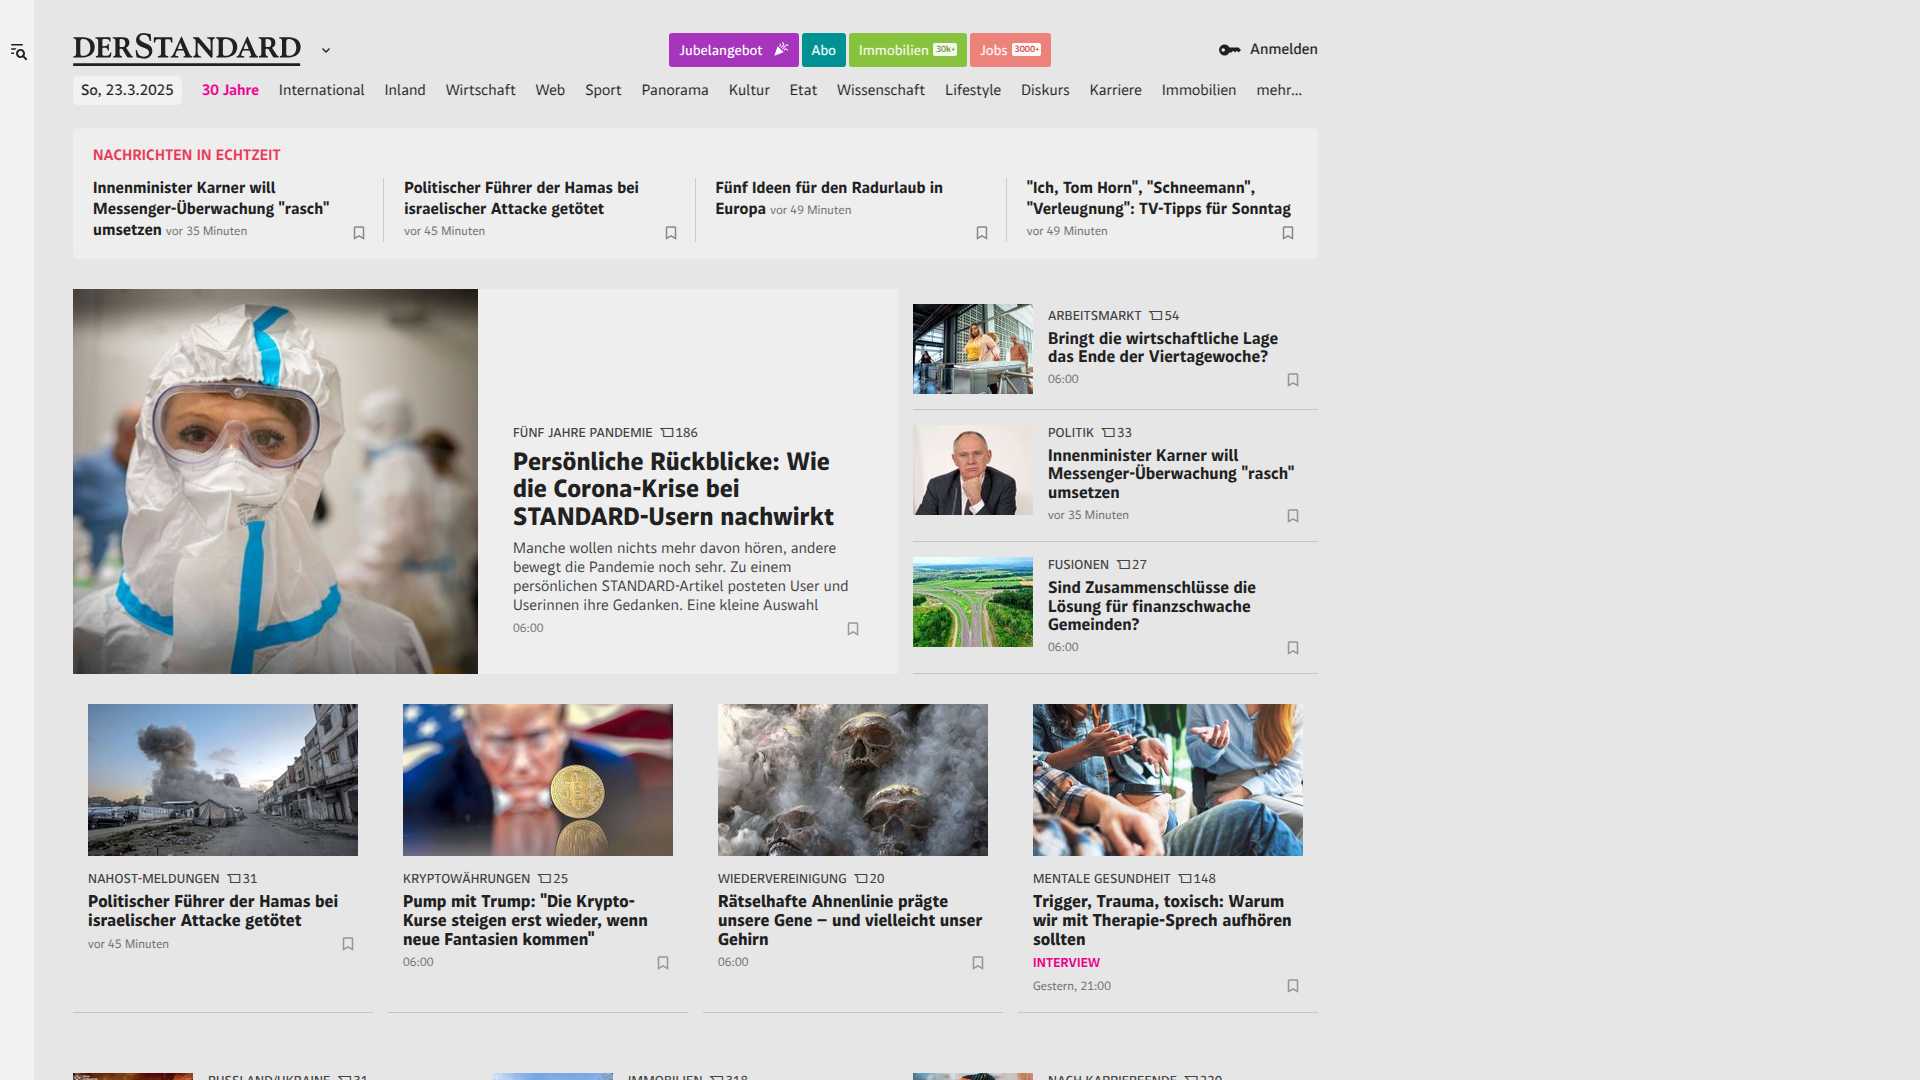 DERSTANDARD
Jubelangebot
Abo
Immobilien 30k+
Jobs 3000+
Anmelden
So, 23.3.2025
30 Jahre
International
Inland
Wirtschaft
Web
Sport
Panorama
Kultur
Etat
Wissenschaft
Lifestyle
Diskurs
Karriere
Immobilien
mehr...
NACHRICHTEN IN ECHTZEIT
Innenminister Karner will
Messenger-Überwachung "rasch"
umsetzen vor 35 Minuten
Politischer Führer der Hamas bei
israelischer Attacke getötet
vor 45 Minuten
Fünf Ideen für den Radurlaub in
Europa vor 49 Minuten
"Ich, Tom Horn", "Schneemann",
"Verleugnung": TV-Tipps für Sonntag
vor 49 Minuten
FÜNF JAHRE PANDEMIE 186
Persönliche Rückblicke: Wie
die Corona-Krise bei
STANDARD-Usern nachwirkt
Manche wollen nichts mehr davon hören, andere
bewegt die Pandemie noch sehr. Zu einem
persönlichen STANDARD-Artikel posteten User und
Userinnen ihre Gedanken. Eine kleine Auswahl
06:00
ARBEITSMARKT 54
Bringt die wirtschaftliche Lage
das Ende der Viertagewoche?
06:00
POLITIK 33
Innenminister Karner will
Messenger-Überwachung "rasch"
umsetzen
vor 35 Minuten
FUSIONEN 27
Sind Zusammenschlüsse die
Lösung für finanzschwache
Gemeinden?
06:00
NAHOST-MELDUNGEN 31
Politischer Führer der Hamas bei
israelischer Attacke getötet
vor 45 Minuten
KRYPTOWÄHRUNGEN 25
Pump mit Trump: "Die Krypto-
Kurse steigen erst wieder, wenn
neue Fantasien kommen"
06:00
WIEDERVEREINIGUNG 20
Rätselhafte Ahnenlinie prägte
unsere Gene – und vielleicht unser
Gehirn
06:00
MENTALE GESUNDHEIT 148
Trigger, Trauma, toxisch: Warum
wir mit Therapie-Sprech aufhören
sollten
INTERVIEW
Gestern, 21:00
RUSSLAND/UKRAINE 31
IMMOBILIEN 318
NACH KARRIEREENDE 220